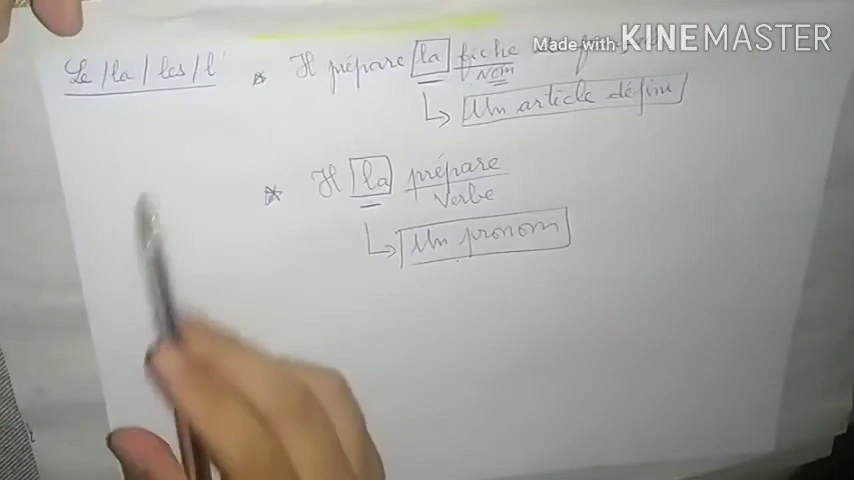 Le / la / les / l'
* Il prépare la fiche
Nom
Un article défini
* Il la prépare
Verbe
Un pronom
Made with KINEMASTER